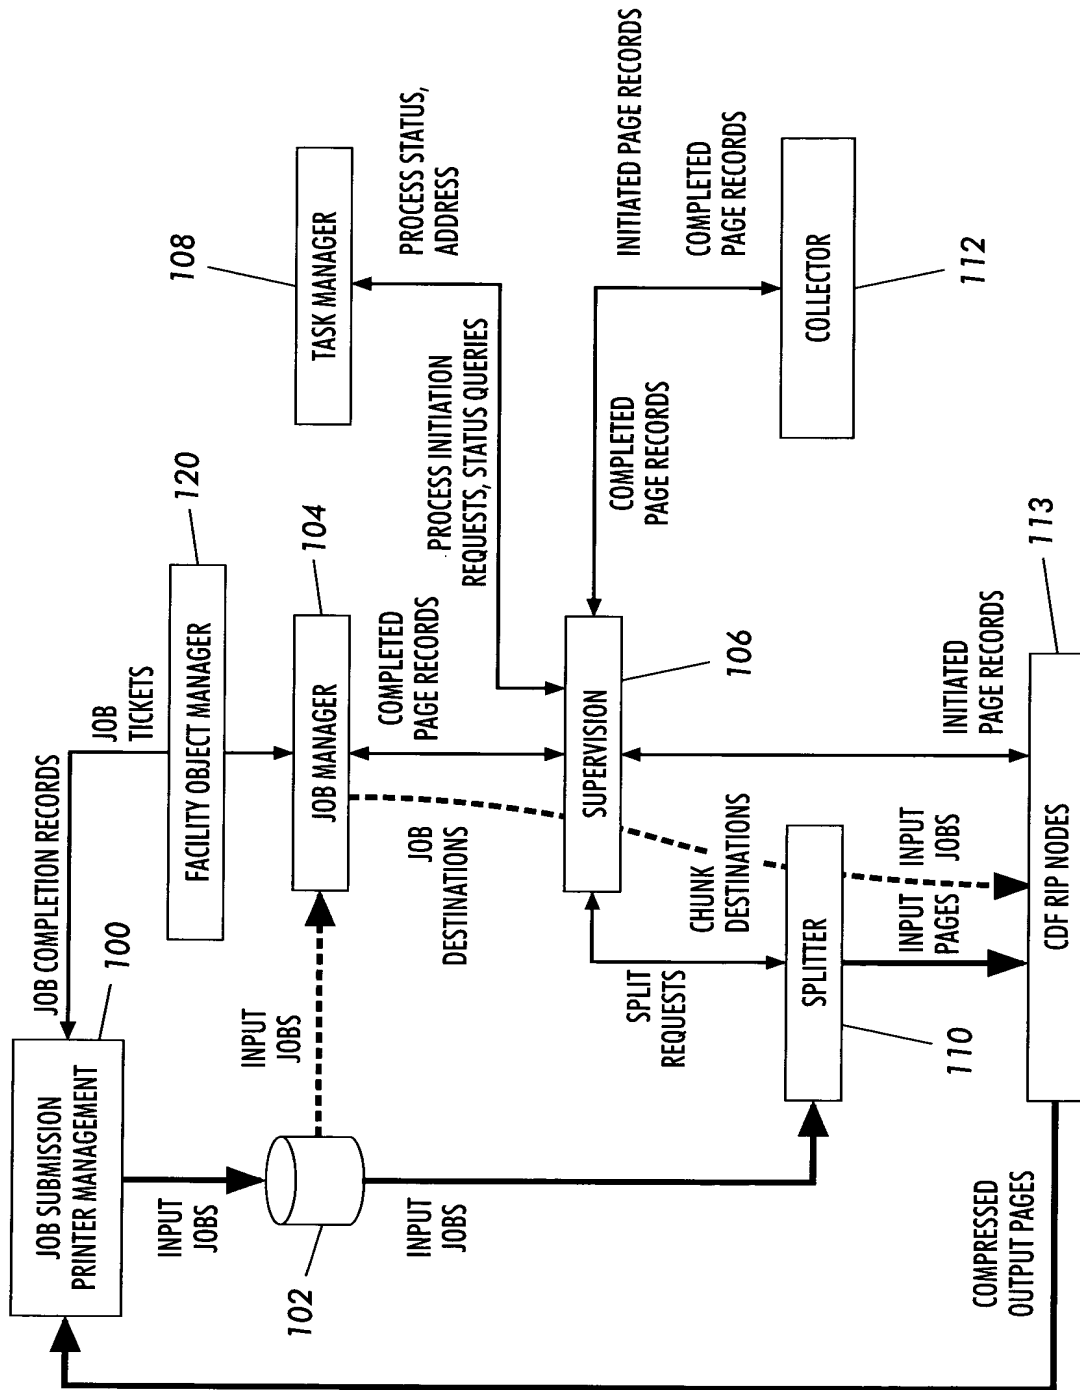 JOB SUBMISSION
PRINTER MANAGEMENT
100
JOB COMPLETION RECORDS
JOB
TICKETS
FACILITY OBJECT MANAGER
120
INPUT
JOBS
102
INPUT
JOBS
JOB MANAGER
104
TASK MANAGER
108
PROCESS STATUS,
ADDRESS
PROCESS INITIATION
REQUESTS, STATUS QUERIES
COMPLETED
PAGE RECORDS
JOB
DESTINATIONS
INPUT
JOBS
SUPERVISION
106
COMPLETED
PAGE RECORDS
INITIATED PAGE RECORDS
COMPLETED
PAGE RECORDS
COLLECTOR
112
SPLIT
REQUESTS
CHUNK
DESTINATIONS
SPLITTER
110
INPUT
PAGES
INPUT
JOBS
INITIATED
PAGE RECORDS
CDF RIP NODES
113
COMPRESSED
OUTPUT PAGES